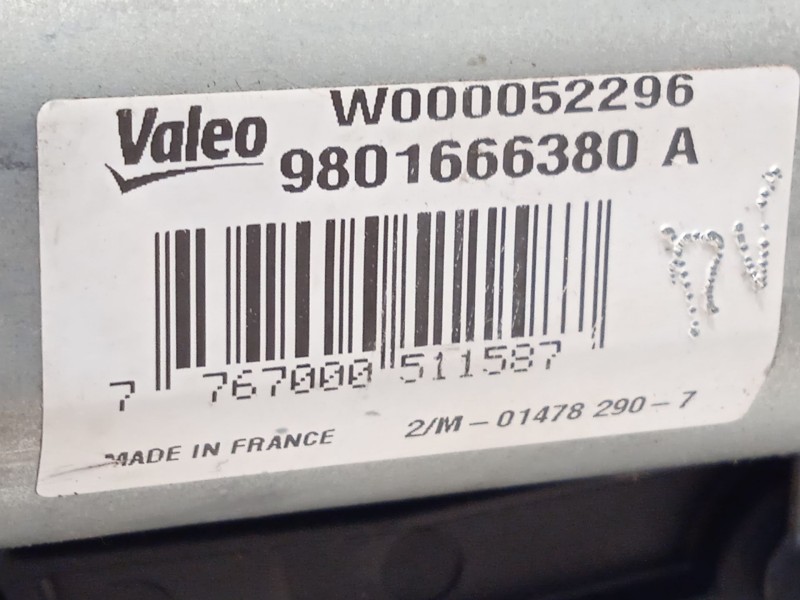 Valeo
W000052296
9801666380 A
7 767000 511587
MADE IN FRANCE
2/M-01478 290-7